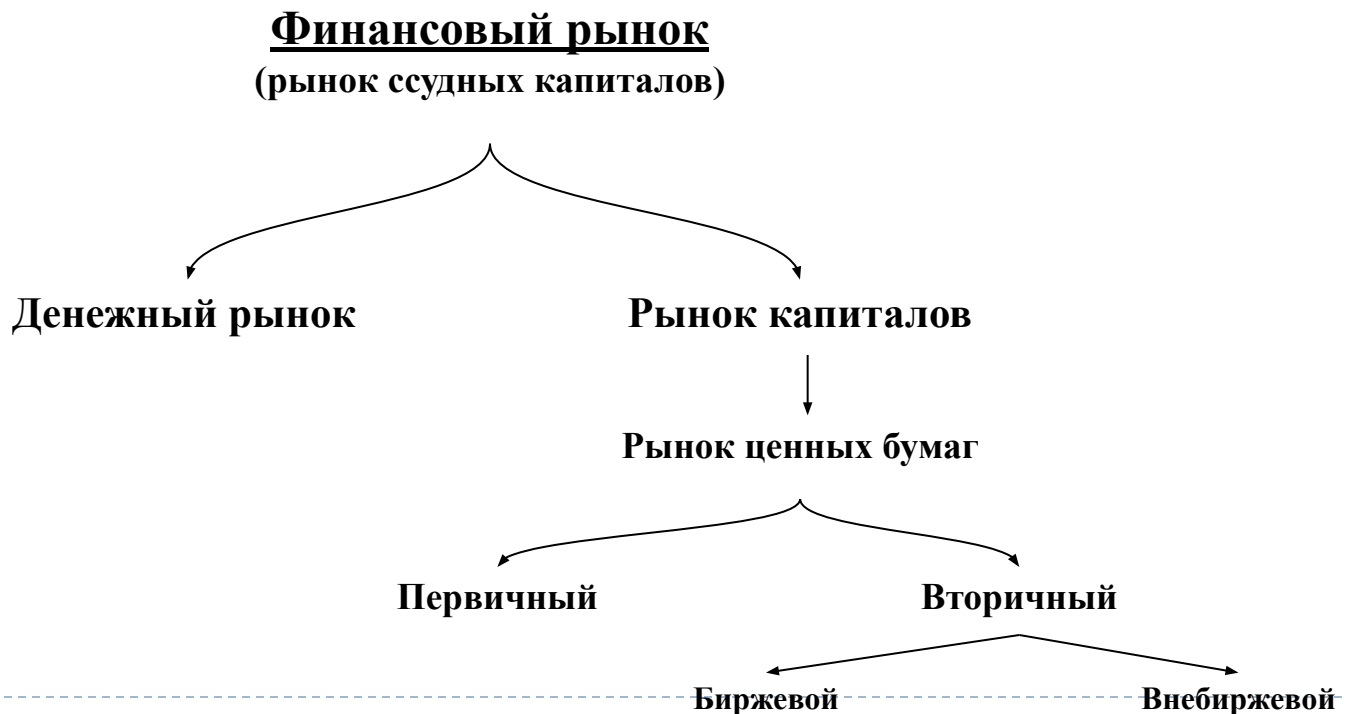 Финансовый рынок
(рынок ссудных капиталов)
Денежный рынок
Рынок капиталов
Рынок ценных бумаг
Первичный
Вторичный
Биржевой
Внебиржевой